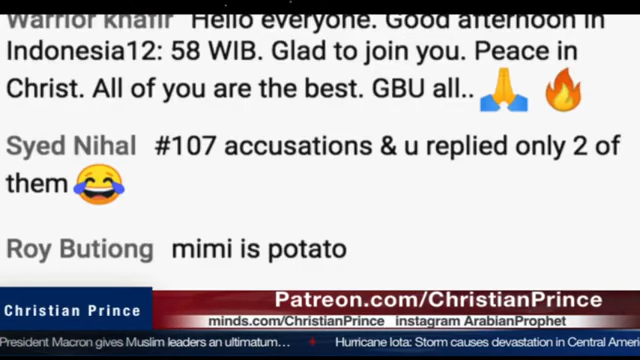 Warrior khafir Hello everyone. Good afternoon in
Indonesia12: 58 WIB. Glad to join you. Peace in
Christ. All of you are the best. GBU all.. 🙏 🔥
Syed Nihal #107 accusations & u replied only 2 of
them 😂
Roy Butiong mimi is potato
Christian Prince
Patreon.com/ChristianPrince
minds.com/ChristianPrince instagram ArabianProphet
President Macron gives Muslim leaders an ultimatum... Hurricane Iota: Storm causes devastation in Central Amer